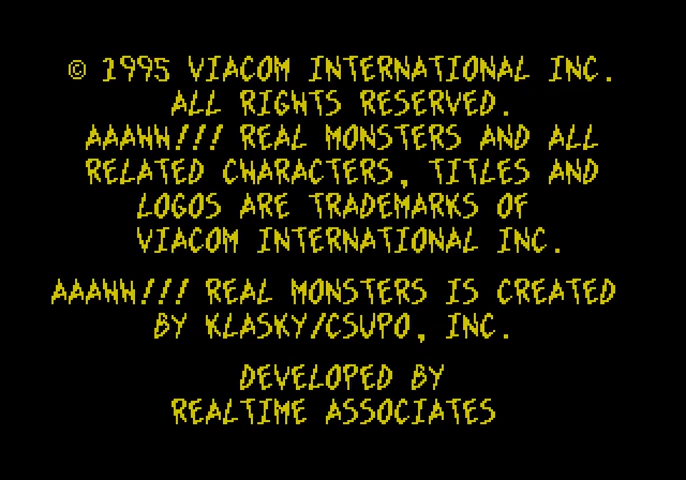 © 1995 VIACOM INTERNATIONAL INC.
ALL RIGHTS RESERVED.
AAAHH!!! REAL MONSTERS AND ALL
RELATED CHARACTERS, TITLES AND
LOGOS ARE TRADEMARKS OF
VIACOM INTERNATIONAL INC.
AAAHH!!! REAL MONSTERS IS CREATED
BY KLASKY/CSUPO, INC.
DEVELOPED BY
REALTIME ASSOCIATES